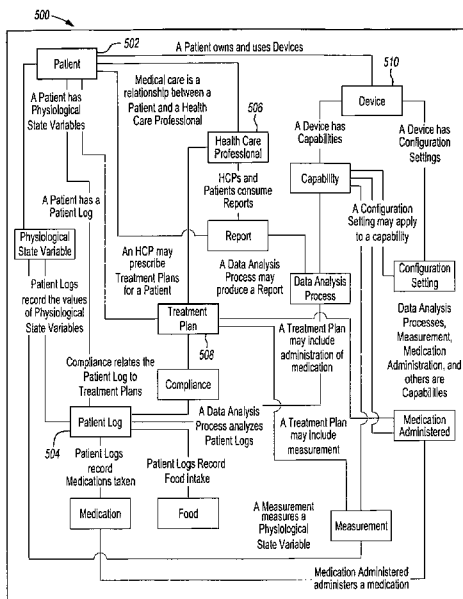 500
502
A Patient owns and uses Devices
510
Patient
Medical care is a
relationship between a
Patient and a Health
Care Professional
Device
A Patient has
Physiological
State Variables
506
A Device has
Capabilities
A Device has
Configuration
Settings
Health Care
Professional
HCPs and
Patients consume
Reports
Capability
A Patient has a
Patient Log
A Configuration
Setting may apply
to a capability
Physiological
State Variable
An HCP may
prescribe
Treatment Plans
for a Patient
Report
A Data Analysis
Process may
produce a Report
Data Analysis
Process
Configuration
Setting
Patient Logs
record the values
of Physiological
State Variables
Treatment
Plan
508
A Treatment Plan
may include
administration of
medication
Data Analysis
Processes,
Measurement,
Medication
Administration, and
others are
Capabilities
Compliance relates the
Patient Log to
Treatment Plans
Compliance
Patient Log
504
A Data Analysis
Process analyzes
Patient Logs
A Treatment Plan
may include
measurement
Medication
Administered
Patient Logs
record
Medications taken
Patient Logs Record
Food Intake
Medication
Food
A Measurement
measures a
Physiological
State Variable
Measurement
Medication Administered
administers a medication